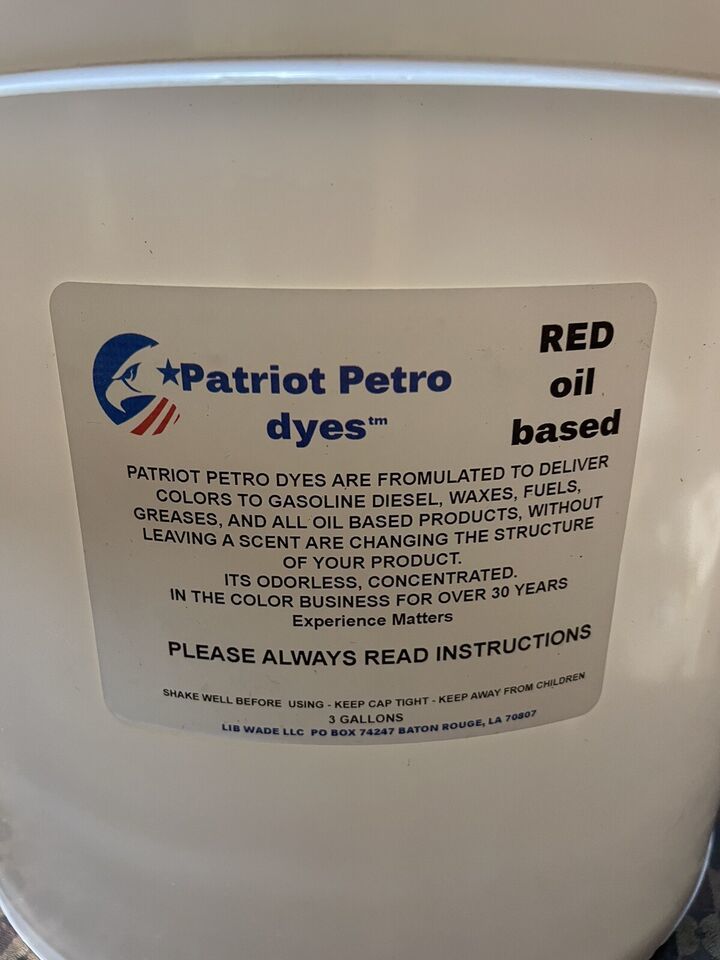 RED
oil
based
Patriot Petro
dyes™
PATRIOT PETRO DYES ARE FROMULATED TO DELIVER
COLORS TO GASOLINE DIESEL, WAXES, FUELS,
GREASES, AND ALL OIL BASED PRODUCTS, WITHOUT
LEAVING A SCENT ARE CHANGING THE STRUCTURE
OF YOUR PRODUCT.
ITS ODORLESS, CONCENTRATED.
IN THE COLOR BUSINESS FOR OVER 30 YEARS
Experience Matters
PLEASE ALWAYS READ INSTRUCTIONS
SHAKE WELL BEFORE USING - KEEP CAP TIGHT - KEEP AWAY FROM CHILDREN
3 GALLONS
LIB WADE LLC PO BOX 74247 BATON ROUGE, LA 70807